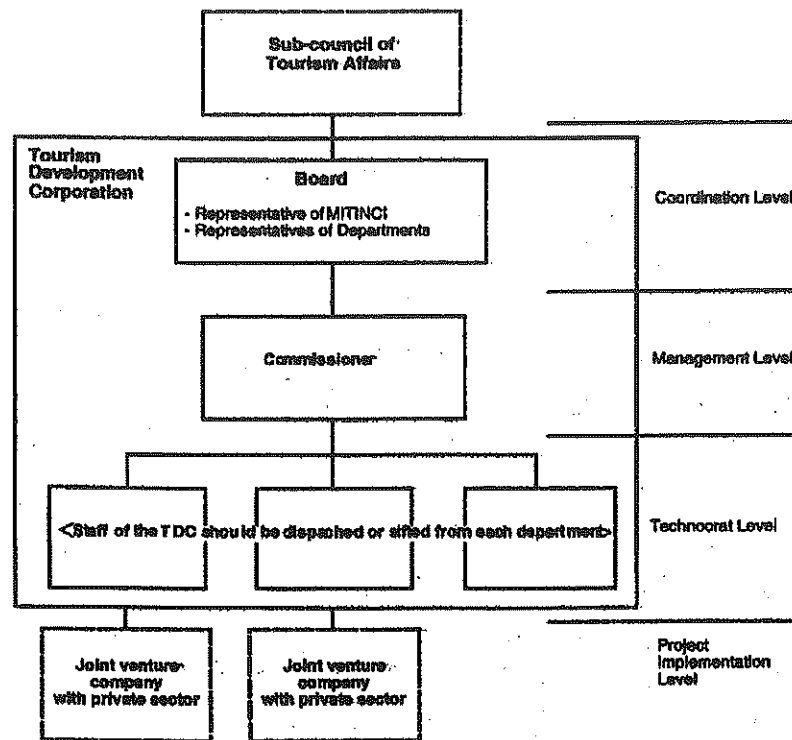 Sub-council of
Tourism Affairs
Tourism
Development
Corporation
Board
- Representative of MITINCI
- Representatives of Departments
Coordination Level
Commissioner
Management Level
<Staff of the TDC should be dispached or sifted from each department>
Technocrat Level
Joint venture
company
with private sector
Joint venture
company
with private sector
Project
Implementation
Level